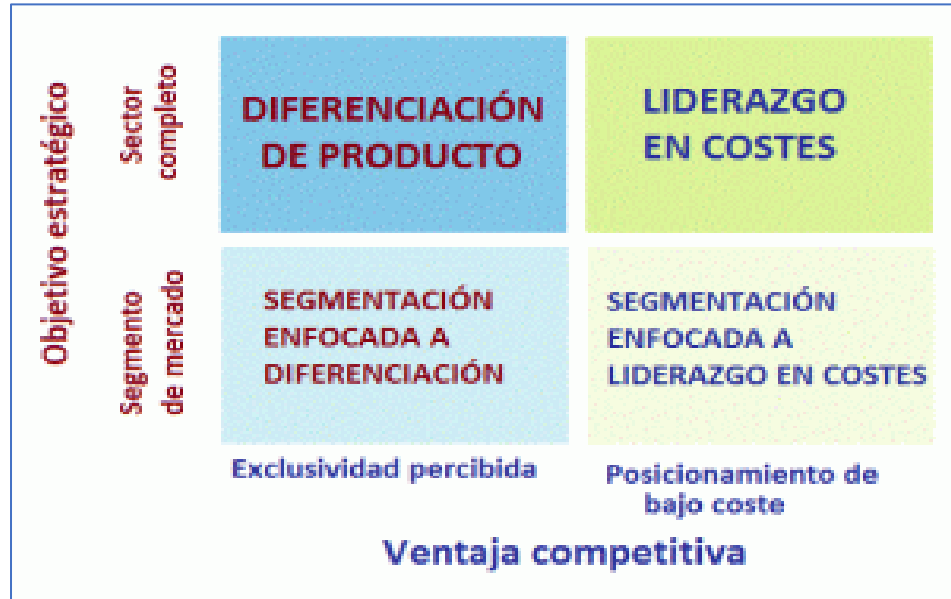 Objetivo estratégico
Sector
completo
DIFERENCIACIÓN
DE PRODUCTO
LIDERAZGO
EN COSTES
Segmento
de mercado
SEGMENTACIÓN
ENFOCADA A
DIFERENCIACIÓN
SEGMENTACIÓN
ENFOCADA A
LIDERAZGO EN COSTES
Exclusividad percibida
Posicionamiento de
bajo coste
Ventaja competitiva